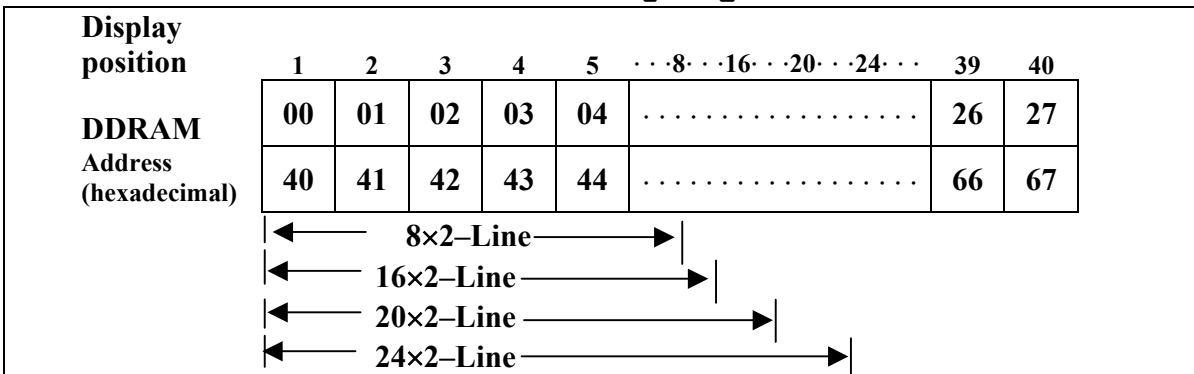 Display
position 1 2 3 4 5 · · ·8· · ·16· · ·20· · ·24· · · 39 40
DDRAM 00 01 02 03 04 . . . . . . . . . . . . . . . . . . 26 27
Address
(hexadecimal) 40 41 42 43 44 . . . . . . . . . . . . . . . . . . 66 67
8×2–Line
16×2–Line
20×2–Line
24×2–Line